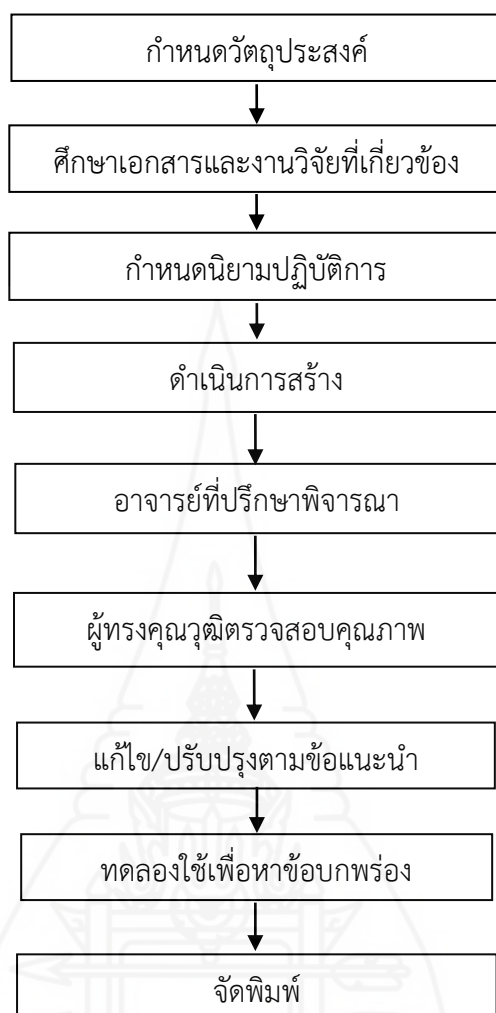 กำหนดวัตถุประสงค์
ศึกษาเอกสารและงานวิจัยที่เกี่ยวข้อง
กำหนดนิยามปฏิบัติการ
ดำเนินการสร้าง
อาจารย์ที่ปรึกษาพิจารณา
ผู้ทรงคุณวุฒิตรวจสอบคุณภาพ
แก้ไข/ปรับปรุงตามข้อแนะนำ
ทดลองใช้เพื่อหาข้อบกพร่อง
จัดพิมพ์